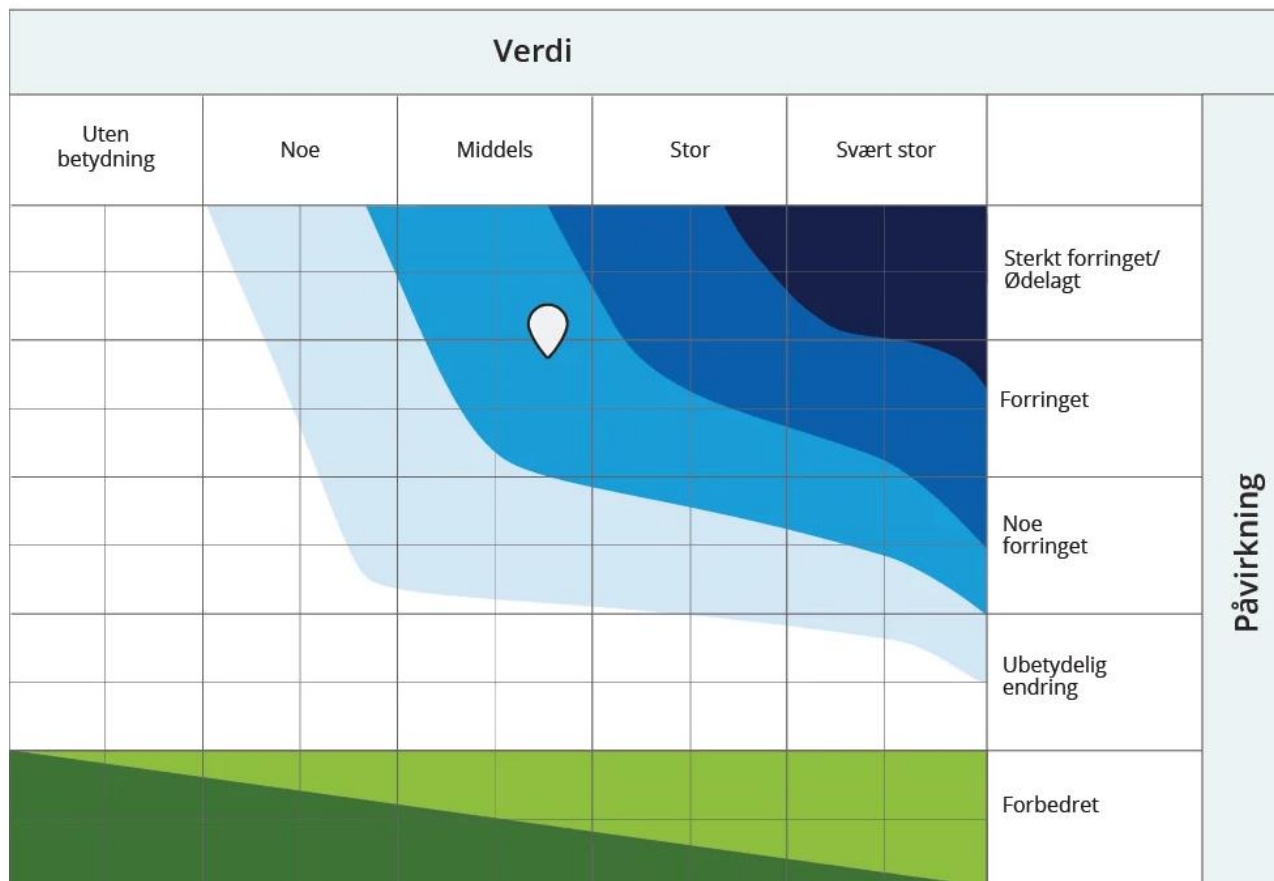 Verdi
Uten
betydning
Noe
Middels
Stor
Svært stor
Sterkt forringet/
Ødelagt
Forringet
Noe
forringet
Ubetydelig
endring
Forbedret
Påvirkning